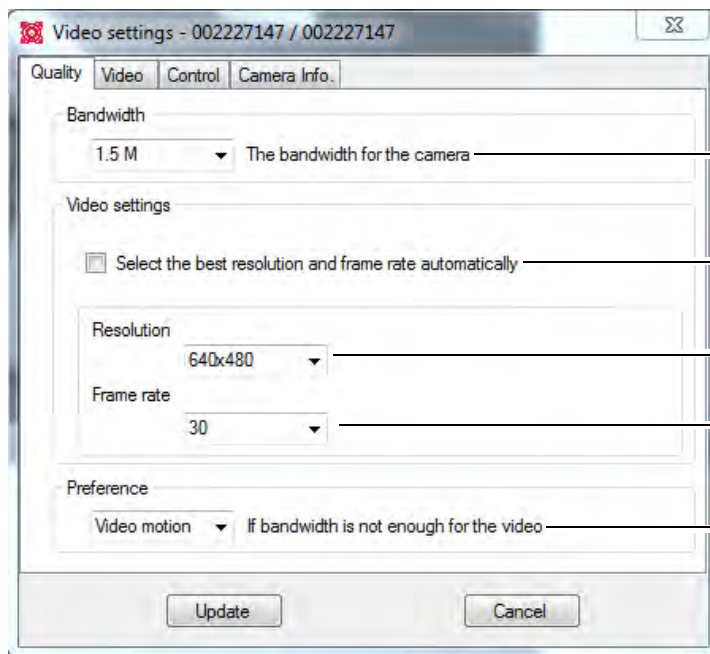 Video settings - 002227147 / 002227147
Quality Video Control Camera Info.
Bandwidth
1.5 M The bandwidth for the camera
Video settings
Select the best resolution and frame rate automatically
Resolution
640x480
Frame rate
30
Preference
Video motion If bandwidth is not enough for the video
Update Cancel